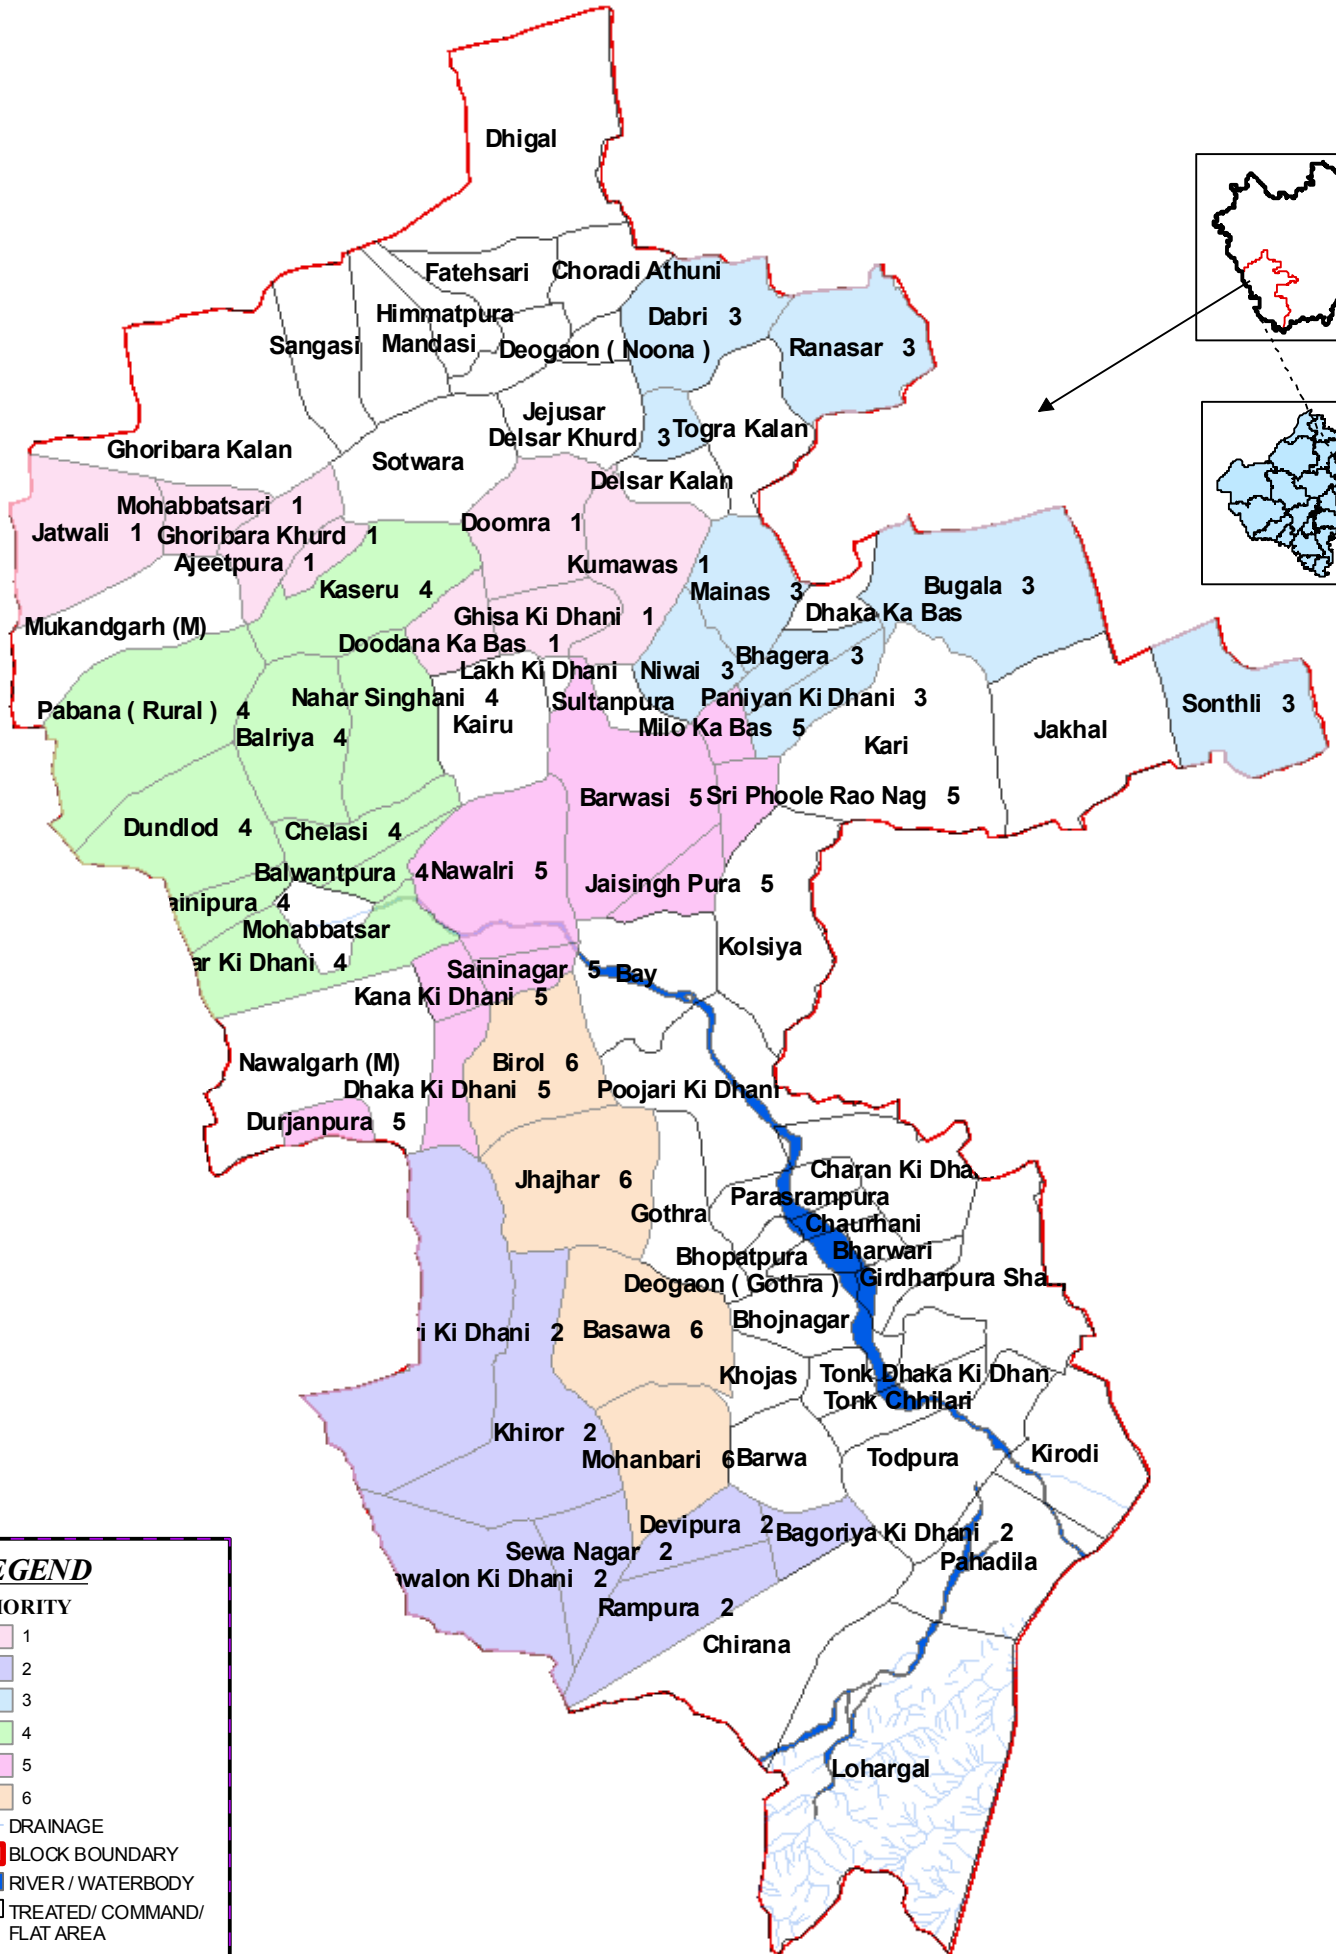 Dhigal
Fatehsari
Choradi Athuni
Himmatpura
Dabri 3
Sangasi
Mandasi
Deogaon ( Noona )
Ranasar 3
Jejusar
Delsar Khurd 3
Togra Kalan
Ghoribara Kalan
Sotwara
Delsar Kalan
Mohabbatsari 1
Jatwali 1
Ghoribara Khurd 1
Doomra 1
Ajeetpura 1
Kumawas 1
Kaseru 4
Mainas 3
Bugala 3
Dhaka Ka Bas
Mukandgarh (M)
Ghisa Ki Dhani 1
Doodana Ka Bas 1
Bhagera 3
Lakh Ki Dhani
Niwai 3
Nahar Singhani 4
Sultanpura
Paniyan Ki Dhani 3
Sonthli 3
Pabana ( Rural ) 4
Kairu
Milo Ka Bas 5
Jakhal
Balriya 4
Kari
Barwasi 5
Sri Phoole Rao Nag 5
Dundlod 4
Chelasi 4
Balwantpura 4
Nawalri 5
Jaisingh Pura 5
ainipura 4
Mohabbatsar
Kolsiya
ar Ki Dhani 4
Saininagar 5
Bay
Kana Ki Dhani 5
Nawalgarh (M)
Birol 6
Dhaka Ki Dhani 5
Poojari Ki Dhani
Durjanpura 5
Jhajhar 6
Charan Ki Dha
Parasrampura
Gothra
Chaurhani
Bhopatpura
Bharwari
Deogaon ( Gothra )
Girdharpura Sha
Bhojnagar
i Ki Dhani 2
Basawa 6
Khojas
Tonk Dhaka Ki Dhan
Tonk Chhilari
Khiror 2
Mohanbari 6
Barwa
Todpura
Kirodi
Devipura 2
Bagoriya Ki Dhani 2
Sewa Nagar 2
Pahadila
walon Ki Dhani 2
Rampura 2
Chirana
Lohargal
EGEND
IORITY
1
2
3
4
5
6
DRAINAGE
BLOCK BOUNDARY
RIVER / WATERBODY
TREATED/ COMMAND/
FLAT AREA